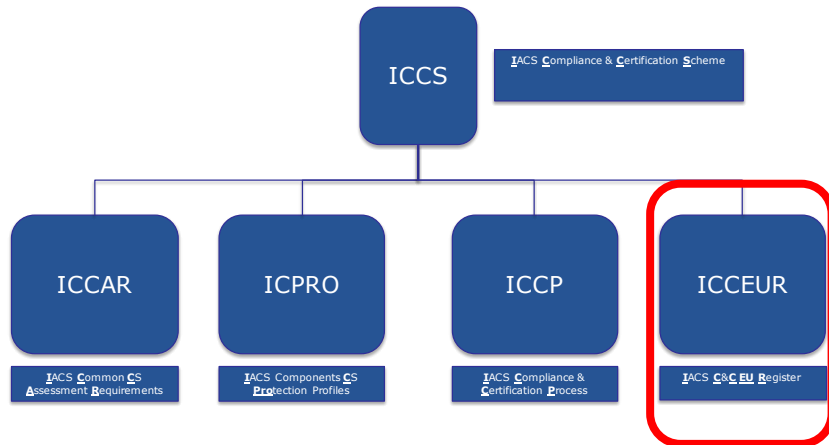 ICCS
IACS Compliance & Certification Scheme
ICCAR
ICPRO
ICCP
ICCEUR
IACS Common CS
Assessment Requirements
IACS Components CS
Protection Profiles
IACS Compliance &
Certification Process
IACS C&C EU Register